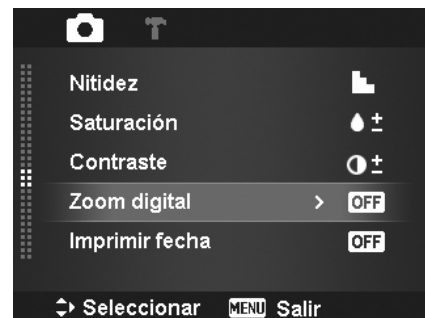 Nitidez
Saturación
Contraste
Zoom digital > OFF
Imprimir fecha OFF
Seleccionar MENU Salir